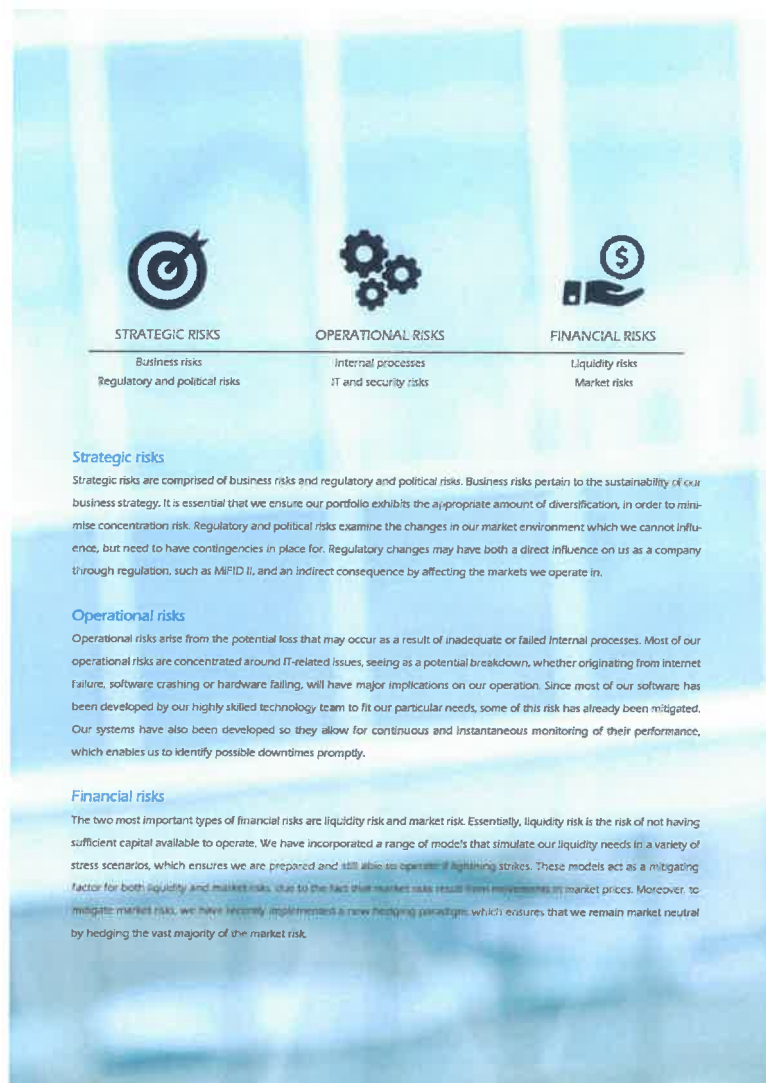 $
STRATEGIC RISKS
OPERATIONAL RISKS
FINANCIAL RISKS
Business risks
Internal processes
Liquidity risks
Regulatory and political risks
IT and security risks
Market risks
Strategic risks
Strategic risks are comprised of business risks and regulatory and political risks. Business risks pertain to the sustainability of our
business strategy. It is essential that we ensure our portfolio exhibits the appropriate amount of diversification, in order to mini-
mise concentration risk. Regulatory and political risks examine the changes in our market environment which we cannot influ-
ence, but need to have contingencies in place for. Regulatory changes may have both a direct influence on us as a company
through regulation, such as MiFID II, and an indirect consequence by affecting the markets we operate in.
Operational risks
Operational risks arise from the potential loss that may occur as a result of inadequate or failed internal processes. Most of our
operational risks are concentrated around IT-related issues, seeing as a potential breakdown, whether originating from internet
failure, software crashing or hardware failing, will have major implications on our operation. Since most of our software has
been developed by our highly skilled technology team to fit our particular needs, some of this risk has already been mitigated.
Our systems have also been developed so they allow for continuous and instantaneous monitoring of their performance,
which enables us to identify possible downtimes promptly.
Financial risks
The two most important types of financial risks are liquidity risk and market risk. Essentially, liquidity risk is the risk of not having
sufficient capital available to operate. We have incorporated a range of models that simulate our liquidity needs in a variety of
stress scenarios, which ensures we are prepared and still able to operate if lightning strikes. These models act as a mitigating
factor for both liquidity and market risks, due to the fact that market risks result from movements in market prices. Moreover, to
mitigate market risks, we have recently implemented a new hedging paradigm, which ensures that we remain market neutral
by hedging the vast majority of the market risk.